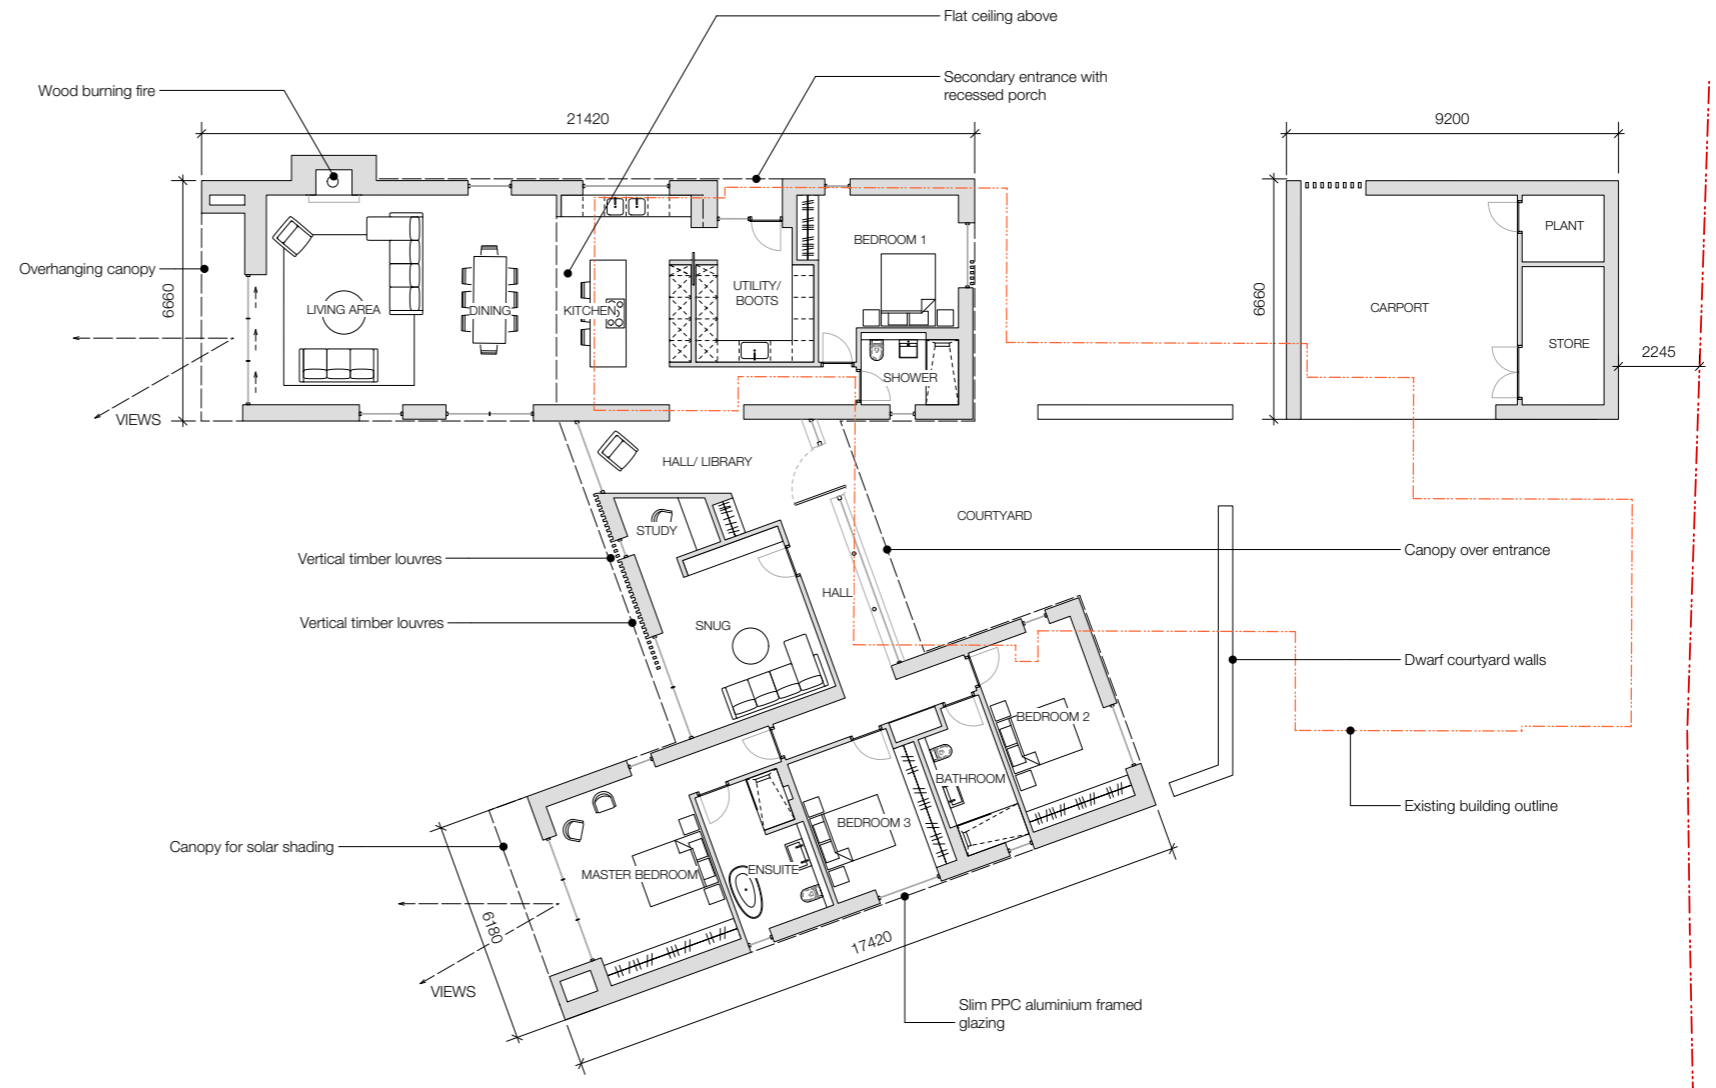 Flat ceiling above
Wood burning fire
Secondary entrance with
recessed porch
21420
9200
Overhanging canopy
6660
LIVING AREA
DINING
KITCHEN
UTILITY/
BOOTS
BEDROOM 1
SHOWER
6660
CARPORT
PLANT
STORE
2245
VIEWS
HALL/ LIBRARY
STUDY
COURTYARD
Vertical timber louvres
Canopy over entrance
HALL
Vertical timber louvres
SNUG
Dwarf courtyard walls
BEDROOM 2
BATHROOM
Existing building outline
BEDROOM 3
Canopy for solar shading
MASTER BEDROOM
ENSUITE
6180
17420
VIEWS
Slim PPC aluminium framed
glazing